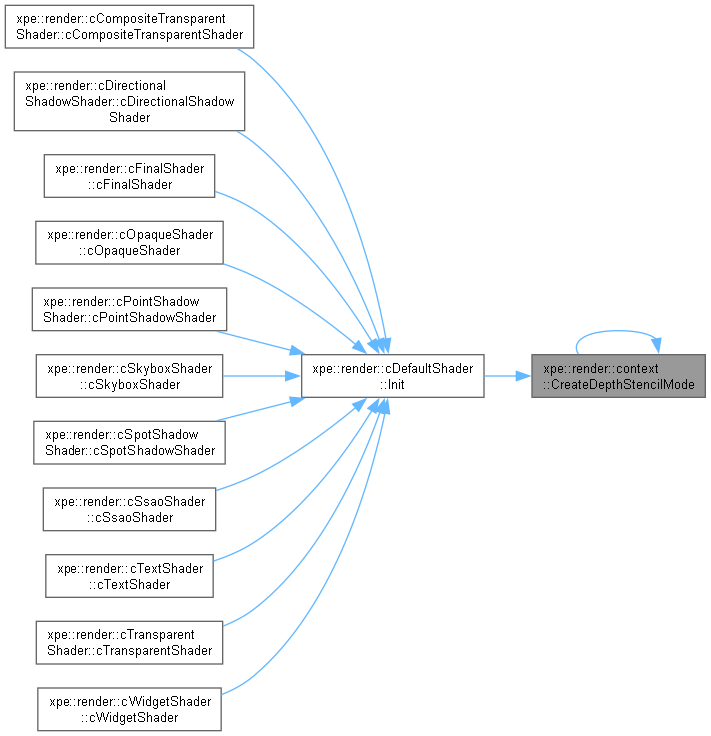 xpe::render::cCompositeTransparent
Shader::cCompositeTransparentShader
xpe::render::cDirectional
ShadowShader::cDirectionalShadow
Shader
xpe::render::cFinalShader
::cFinalShader
xpe::render::cOpaqueShader
::cOpaqueShader
xpe::render::cPointShadow
Shader::cPointShadowShader
xpe::render::cSkyboxShader
::cSkyboxShader
xpe::render::cSpotShadow
Shader::cSpotShadowShader
xpe::render::cSsaoShader
::cSsaoShader
xpe::render::cTextShader
::cTextShader
xpe::render::cTransparent
Shader::cTransparentShader
xpe::render::cWidgetShader
::cWidgetShader
xpe::render::cDefaultShader
::Init
xpe::render::context
::CreateDepthStencilMode